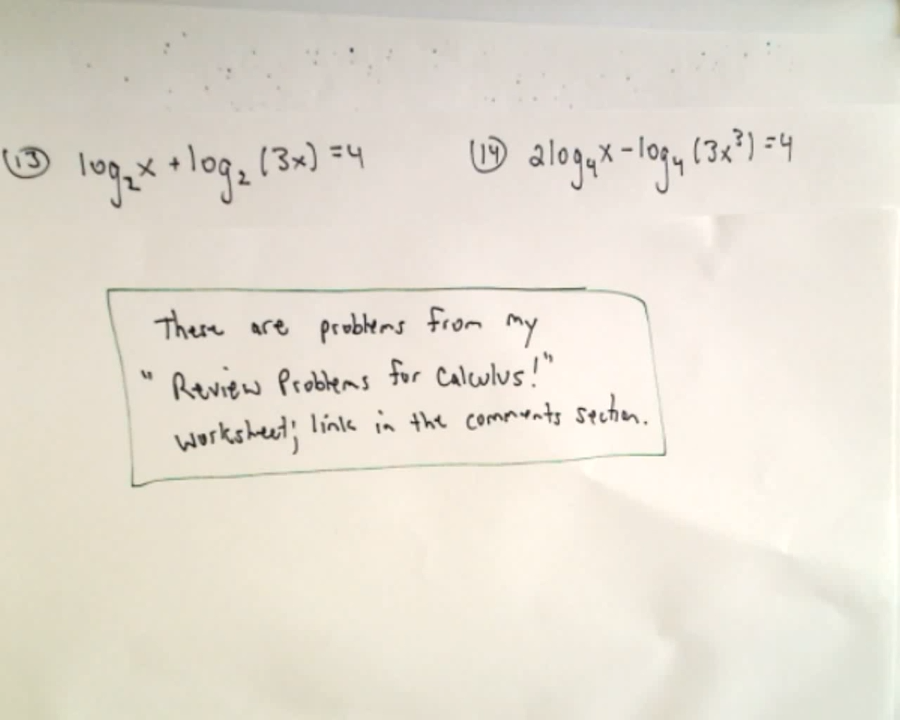 (13) log₂x + log₂(3x) = 4
(14) 2log₄x - log₄(3x³) = 4
These are problems from my
"Review Problems for Calculus!"
worksheet; link in the comments section.